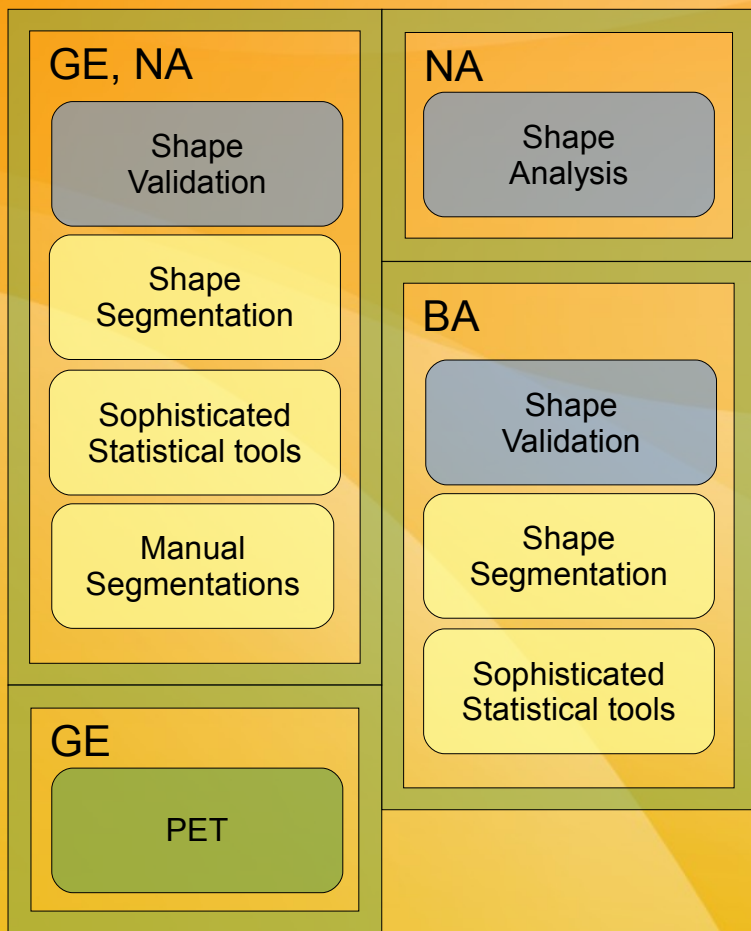 GE, NA
Shape
Validation
Shape
Segmentation
Sophisticated
Statistical tools
Manual
Segmentations
GE
PET
NA
Shape
Analysis
BA
Shape
Validation
Shape
Segmentation
Sophisticated
Statistical tools